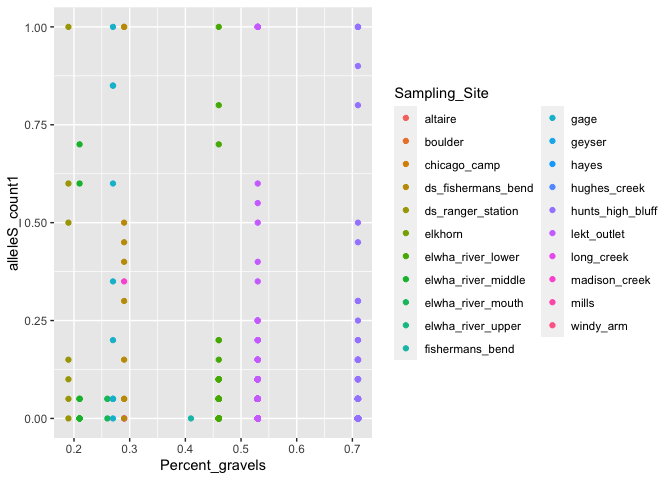 1.00
0.75
0.50
0.25
0.00
alleleS_count1
0.2 0.3 0.4 0.5 0.6 0.7
Percent_gravels
Sampling_Site
altaire
boulder
chicago_camp
ds_fishermans_bend
ds_ranger_station
elkhorn
elwha_river_lower
elwha_river_middle
elwha_river_mouth
elwha_river_upper
fishermans_bend
gage
geyser
hayes
hughes_creek
hunts_high_bluff
lekt_outlet
long_creek
madison_creek
mills
windy_arm